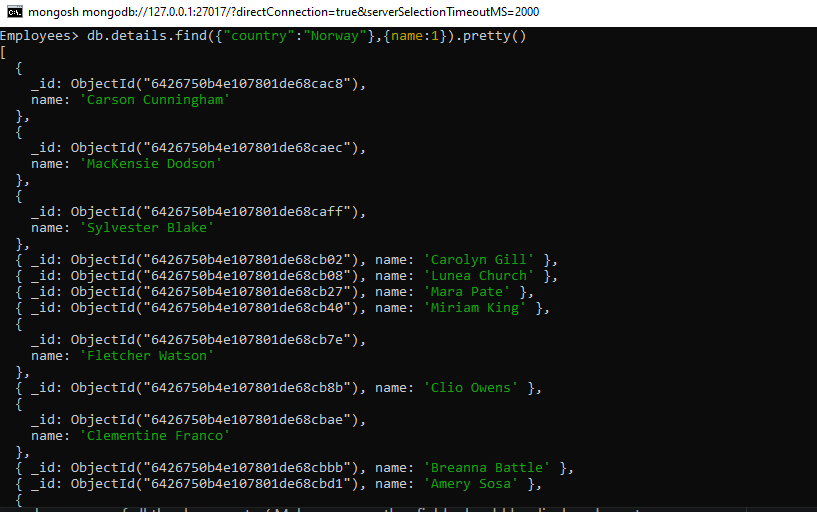 mongosh mongodb://127.0.0.1:27017/?directConnection=true&serverSelectionTimeoutMS=2000
Employees> db.details.find({"country":"Norway"},{name:1}).pretty()
[
  {
    _id: ObjectId("6426750b4e107801de68cac8"),
    name: 'Carson Cunningham'
  },
  {
    _id: ObjectId("6426750b4e107801de68caec"),
    name: 'MacKensie Dodson'
  },
  {
    _id: ObjectId("6426750b4e107801de68caff"),
    name: 'Sylvester Blake'
  },
  { _id: ObjectId("6426750b4e107801de68cb02"), name: 'Carolyn Gill' },
  { _id: ObjectId("6426750b4e107801de68cb08"), name: 'Lunea Church' },
  { _id: ObjectId("6426750b4e107801de68cb27"), name: 'Mara Pate' },
  { _id: ObjectId("6426750b4e107801de68cb40"), name: 'Miriam King' },
  {
    _id: ObjectId("6426750b4e107801de68cb7e"),
    name: 'Fletcher Watson'
  },
  { _id: ObjectId("6426750b4e107801de68cb8b"), name: 'Clio Owens' },
  {
    _id: ObjectId("6426750b4e107801de68cbae"),
    name: 'Clementine Franco'
  },
  { _id: ObjectId("6426750b4e107801de68cbbb"), name: 'Breanna Battle' },
  { _id: ObjectId("6426750b4e107801de68cbd1"), name: 'Amery Sosa' },
  {